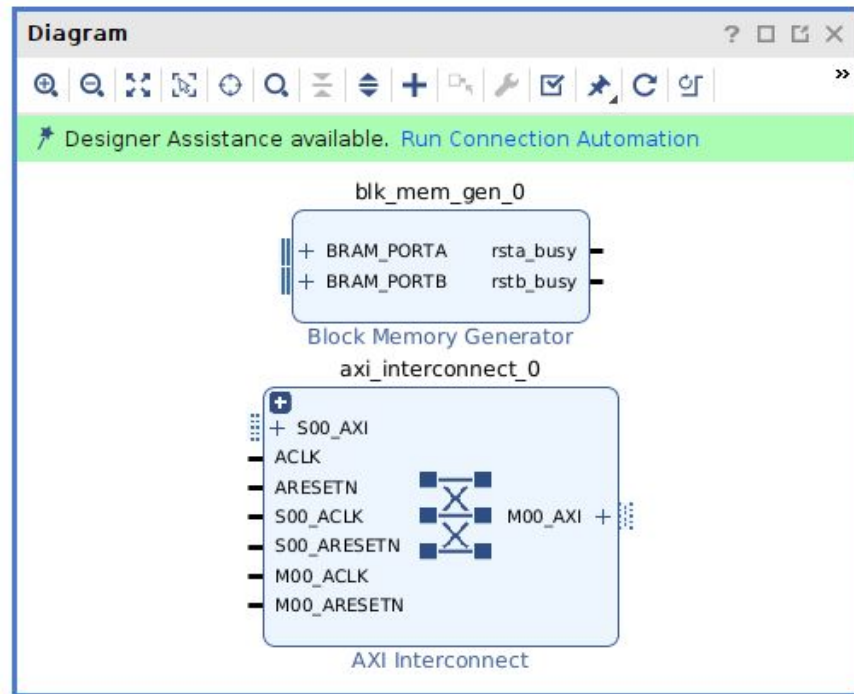 Diagram
?
»
Designer Assistance available. Run Connection Automation
blk_mem_gen_0
+ BRAM_PORTA rsta_busy
+ BRAM_PORTB rstb_busy
Block Memory Generator
axi_interconnect_0
+ S00_AXI
ACLK
ARESETN
S00_ACLK
M00_AXI +
S00_ARESETN
M00_ACLK
M00_ARESETN
AXI Interconnect